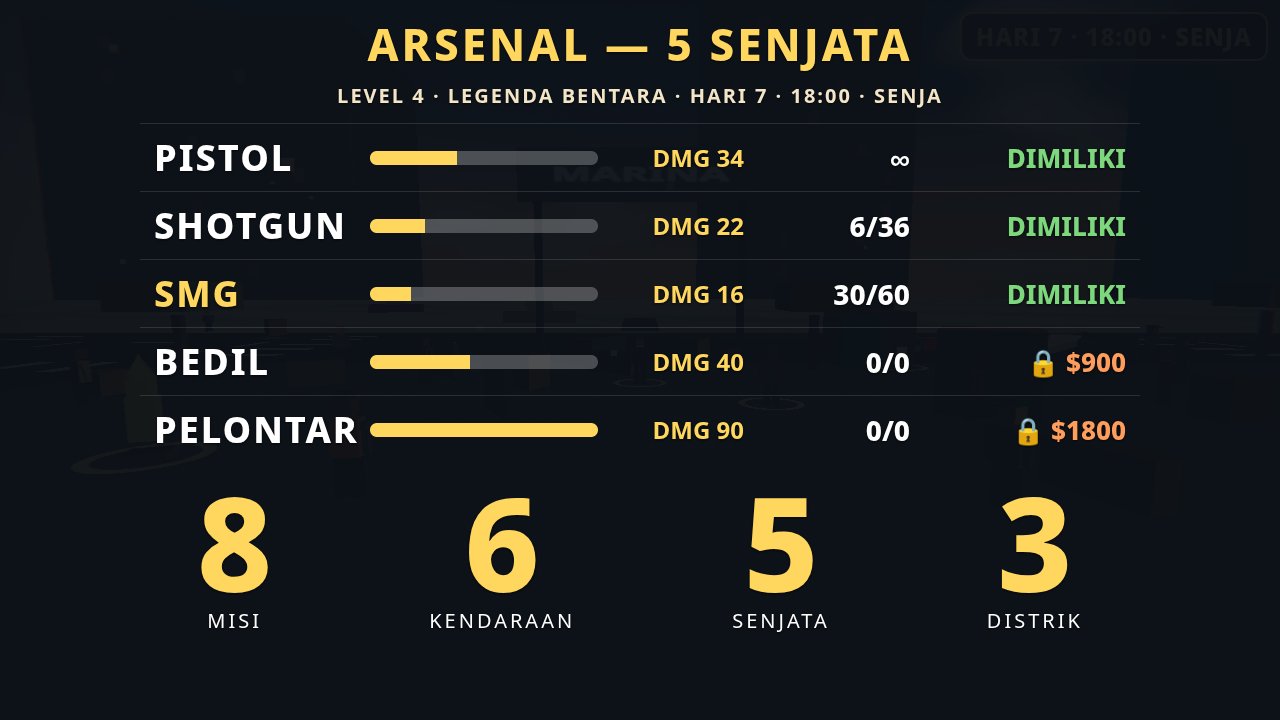 ARSENAL — 5 SENJATA
HARI 7 · 18:00 · SENJA
LEVEL 4 · LEGENDA BENTARA · HARI 7 · 18:00 · SENJA
PISTOL DMG 34 ∞ DIMILIKI
MARINA
SHOTGUN DMG 22 6/36 DIMILIKI
SMG DMG 16 30/60 DIMILIKI
BEDIL DMG 40 0/0 🔒 $900
PELONTAR DMG 90 0/0 🔒 $1800
8 6 5 3
MISI KENDARAAN SENJATA DISTRIK